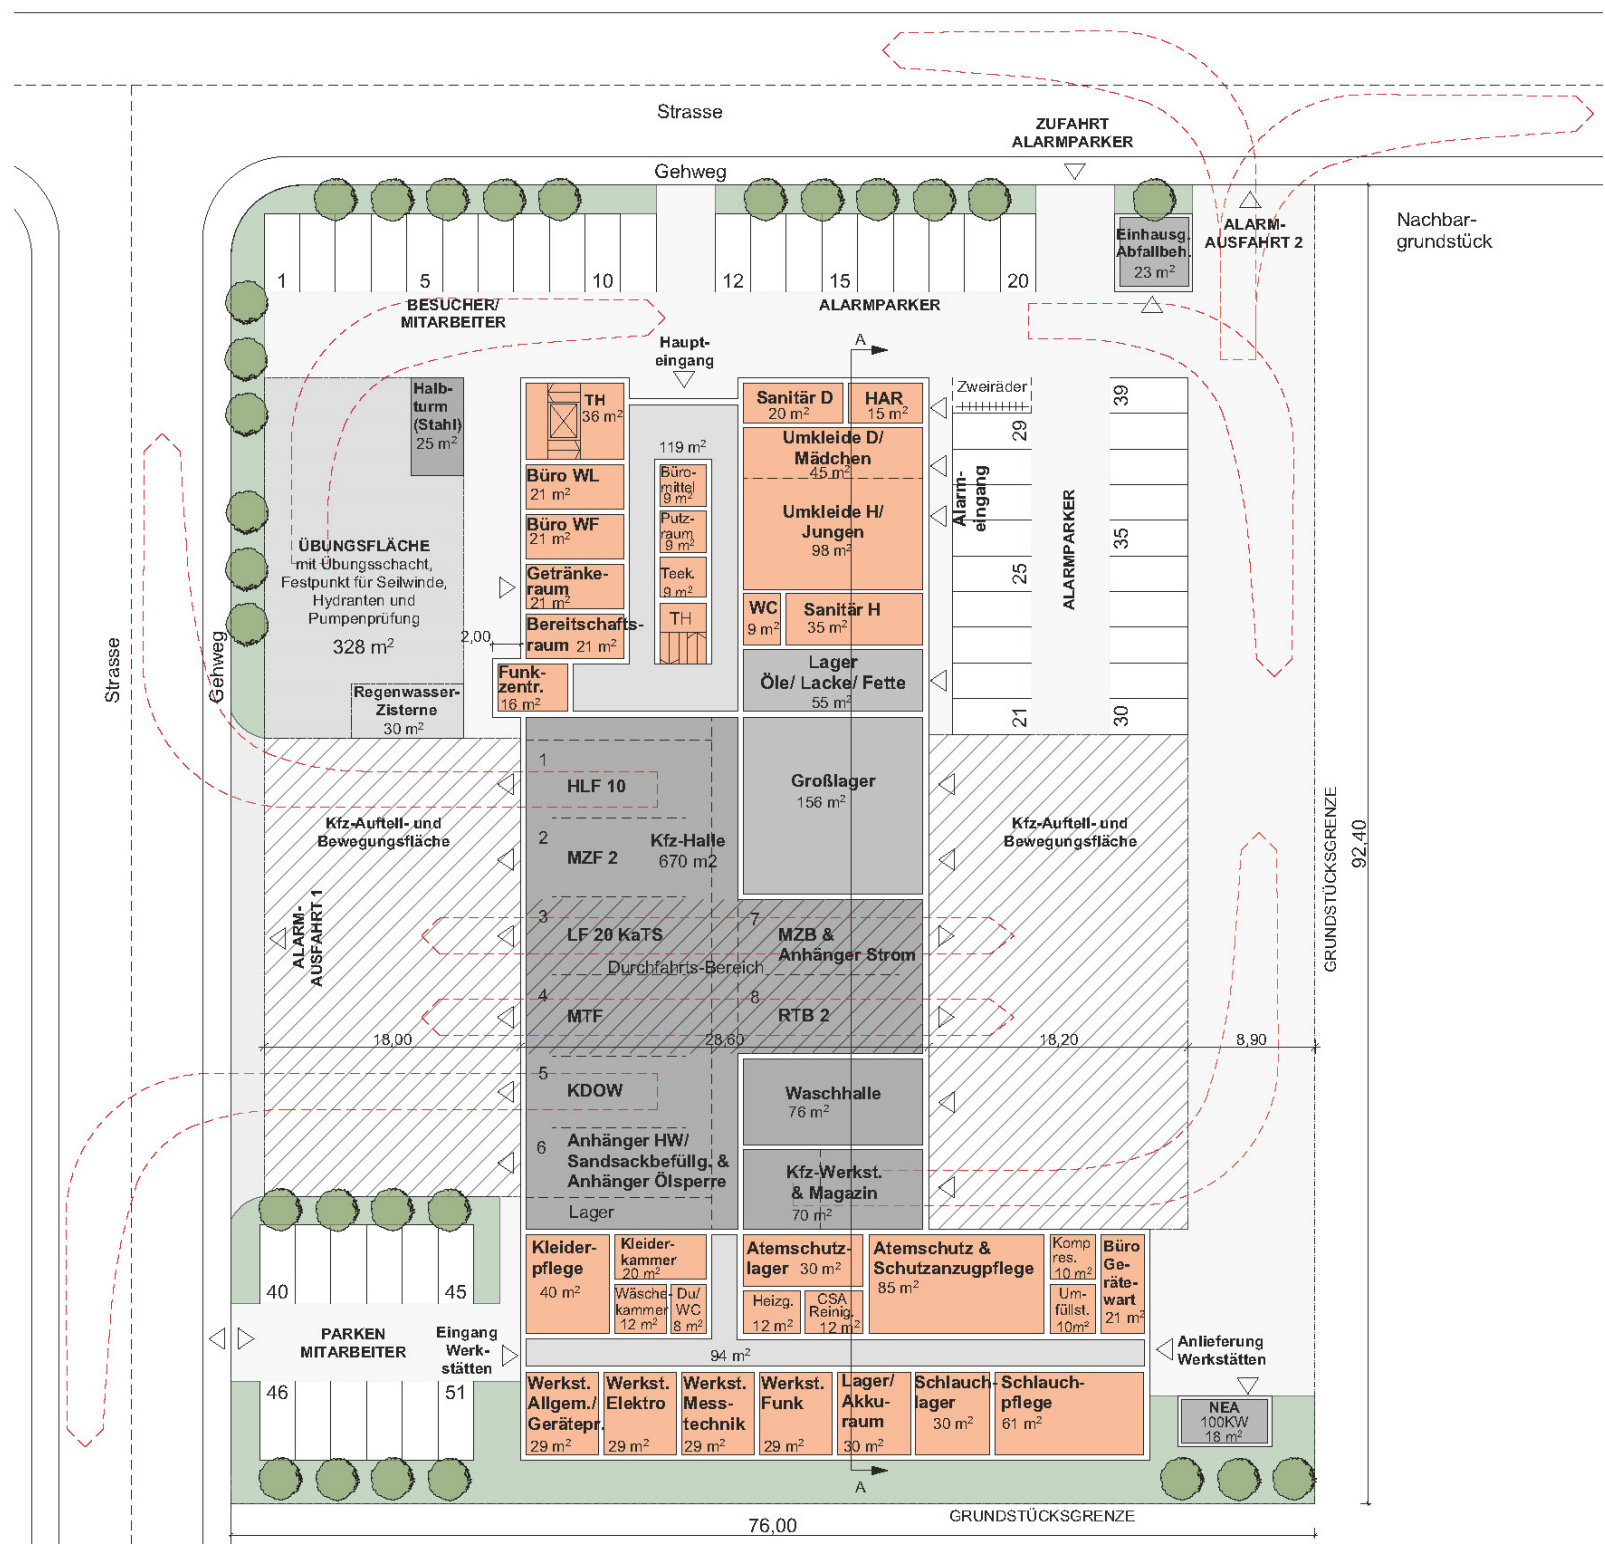 Strasse
ZUFAHRT
ALARMPARKER
Gehweg
Nachbar-
grundstück
ALARM-
AUSFAHRT 2
Einhausg.
Abfallbeh.
23 m²
1
5
10
12
15
20
BESUCHER/
MITARBEITER
ALARMPARKER
Haupt-
eingang
A
Halb-
turm
(Stahl)
25 m²
TH
36 m²
Sanitär D
20 m²
HAR
15 m²
Zweiräder
39
29
119 m²
Umkleide D/
Mädchen
45 m²
Büro WL
21 m²
Büro-
mittel
9 m²
Büro WF
21 m²
Putz-
raum
9 m²
Umkleide H/
Jungen
98 m²
Alarm-
eingang
ALARMPARKER
35
25
ÜBUNGSFLÄCHE
mit Übungsschacht,
Festpunkt für Seilwinde,
Hydranten und
Pumpenprüfung
328 m²
Getränke-
raum
21 m²
Teek.
9 m²
WC
9 m²
Sanitär H
35 m²
Bereitschafts-
raum 21 m²
TH
2,00
Strasse
Gehweg
Funk-
zentr.
16 m²
Lager
Öle/ Lacke/ Fette
55 m²
21
30
Regenwasser-
Zisterne
30 m²
1
HLF 10
Großlager
156 m²
Kfz-Auftell- und
Bewegungsfläche
2
MZF 2
Kfz-Halle
670 m2
Kfz-Auftell- und
Bewegungsfläche
GRUNDSTÜCKSGRENZE
92,40
ALARM-
AUSFAHRT 1
3
LF 20 KaTS
7
MZB &
Anhänger Strom
Durchfahrts-Bereich
4
MTF
8
RTB 2
18,00
28,60
18,20
8,90
5
KDOW
Waschhalle
76 m²
6
Anhänger HW/
Sandsackbefüllg. &
Anhänger Ölsperre
Lager
Kfz-Werkst.
& Magazin
70 m²
Kleider-
pflege
40 m²
Kleider-
kammer
20 m²
Wäsche-
kammer
12 m²
Du/
WC
8 m²
Atemschutz-
lager 30 m²
Heizg.
12 m²
CSA
Reinig.
12 m²
Atemschutz &
Schutzanzugpflege
85 m²
Komp
res.
10 m²
Um-
füllst.
10m²
Büro
Ge-
räte-
wart
21 m²
40
45
PARKEN
MITARBEITER
Eingang
Werk-
stätten
94 m²
Anlieferung
Werkstätten
46
51
Werkst.
Allgem./
Gerätepr.
29 m²
Werkst.
Elektro
29 m²
Werkst.
Mess-
technik
29 m²
Werkst.
Funk
29 m²
Lager/
Akku-
raum
30 m²
Schlauch-
lager
30 m²
Schlauch-
pflege
61 m²
NEA
100KW
18 m²
A
GRUNDSTÜCKSGRENZE
76,00